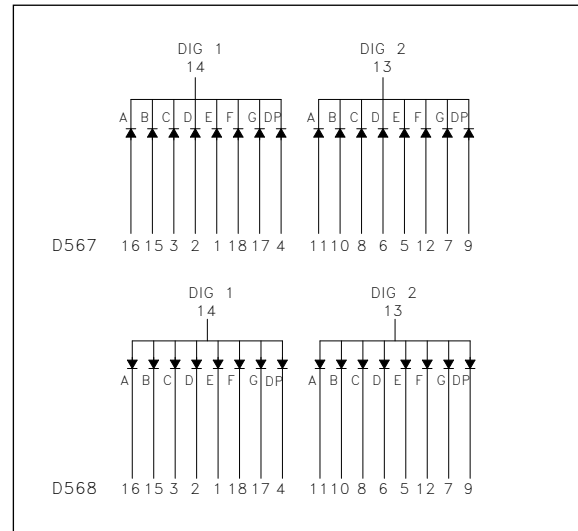 DIG 1 DIG 2
14 13
A B C D E F G DP A B C D E F G DP
D567 16 15 3 2 1 18 17 4 11 10 8 6 5 12 7 9
DIG 1 DIG 2
14 13
A B C D E F G DP A B C D E F G DP
D568 16 15 3 2 1 18 17 4 11 10 8 6 5 12 7 9